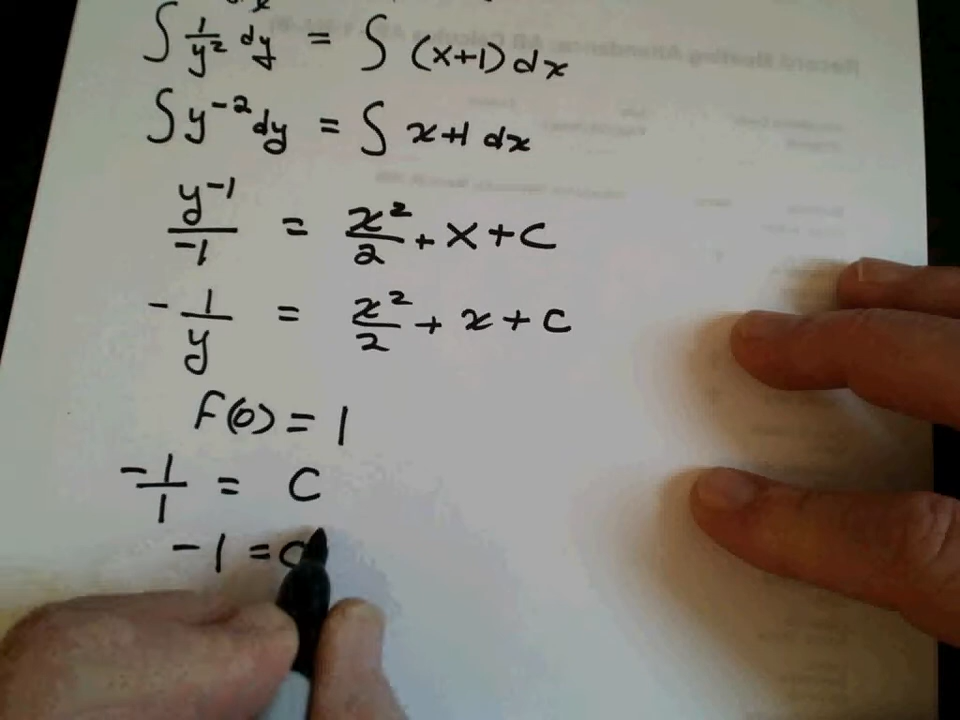 ∫ 1/y² dy = ∫ (x+1) dx
∫ y⁻² dy = ∫ x+1 dx
y⁻¹/-1 = x²/2 + x + C
- 1/y = x²/2 + x + C
F(0) = 1
-1/1 = C
-1 = C